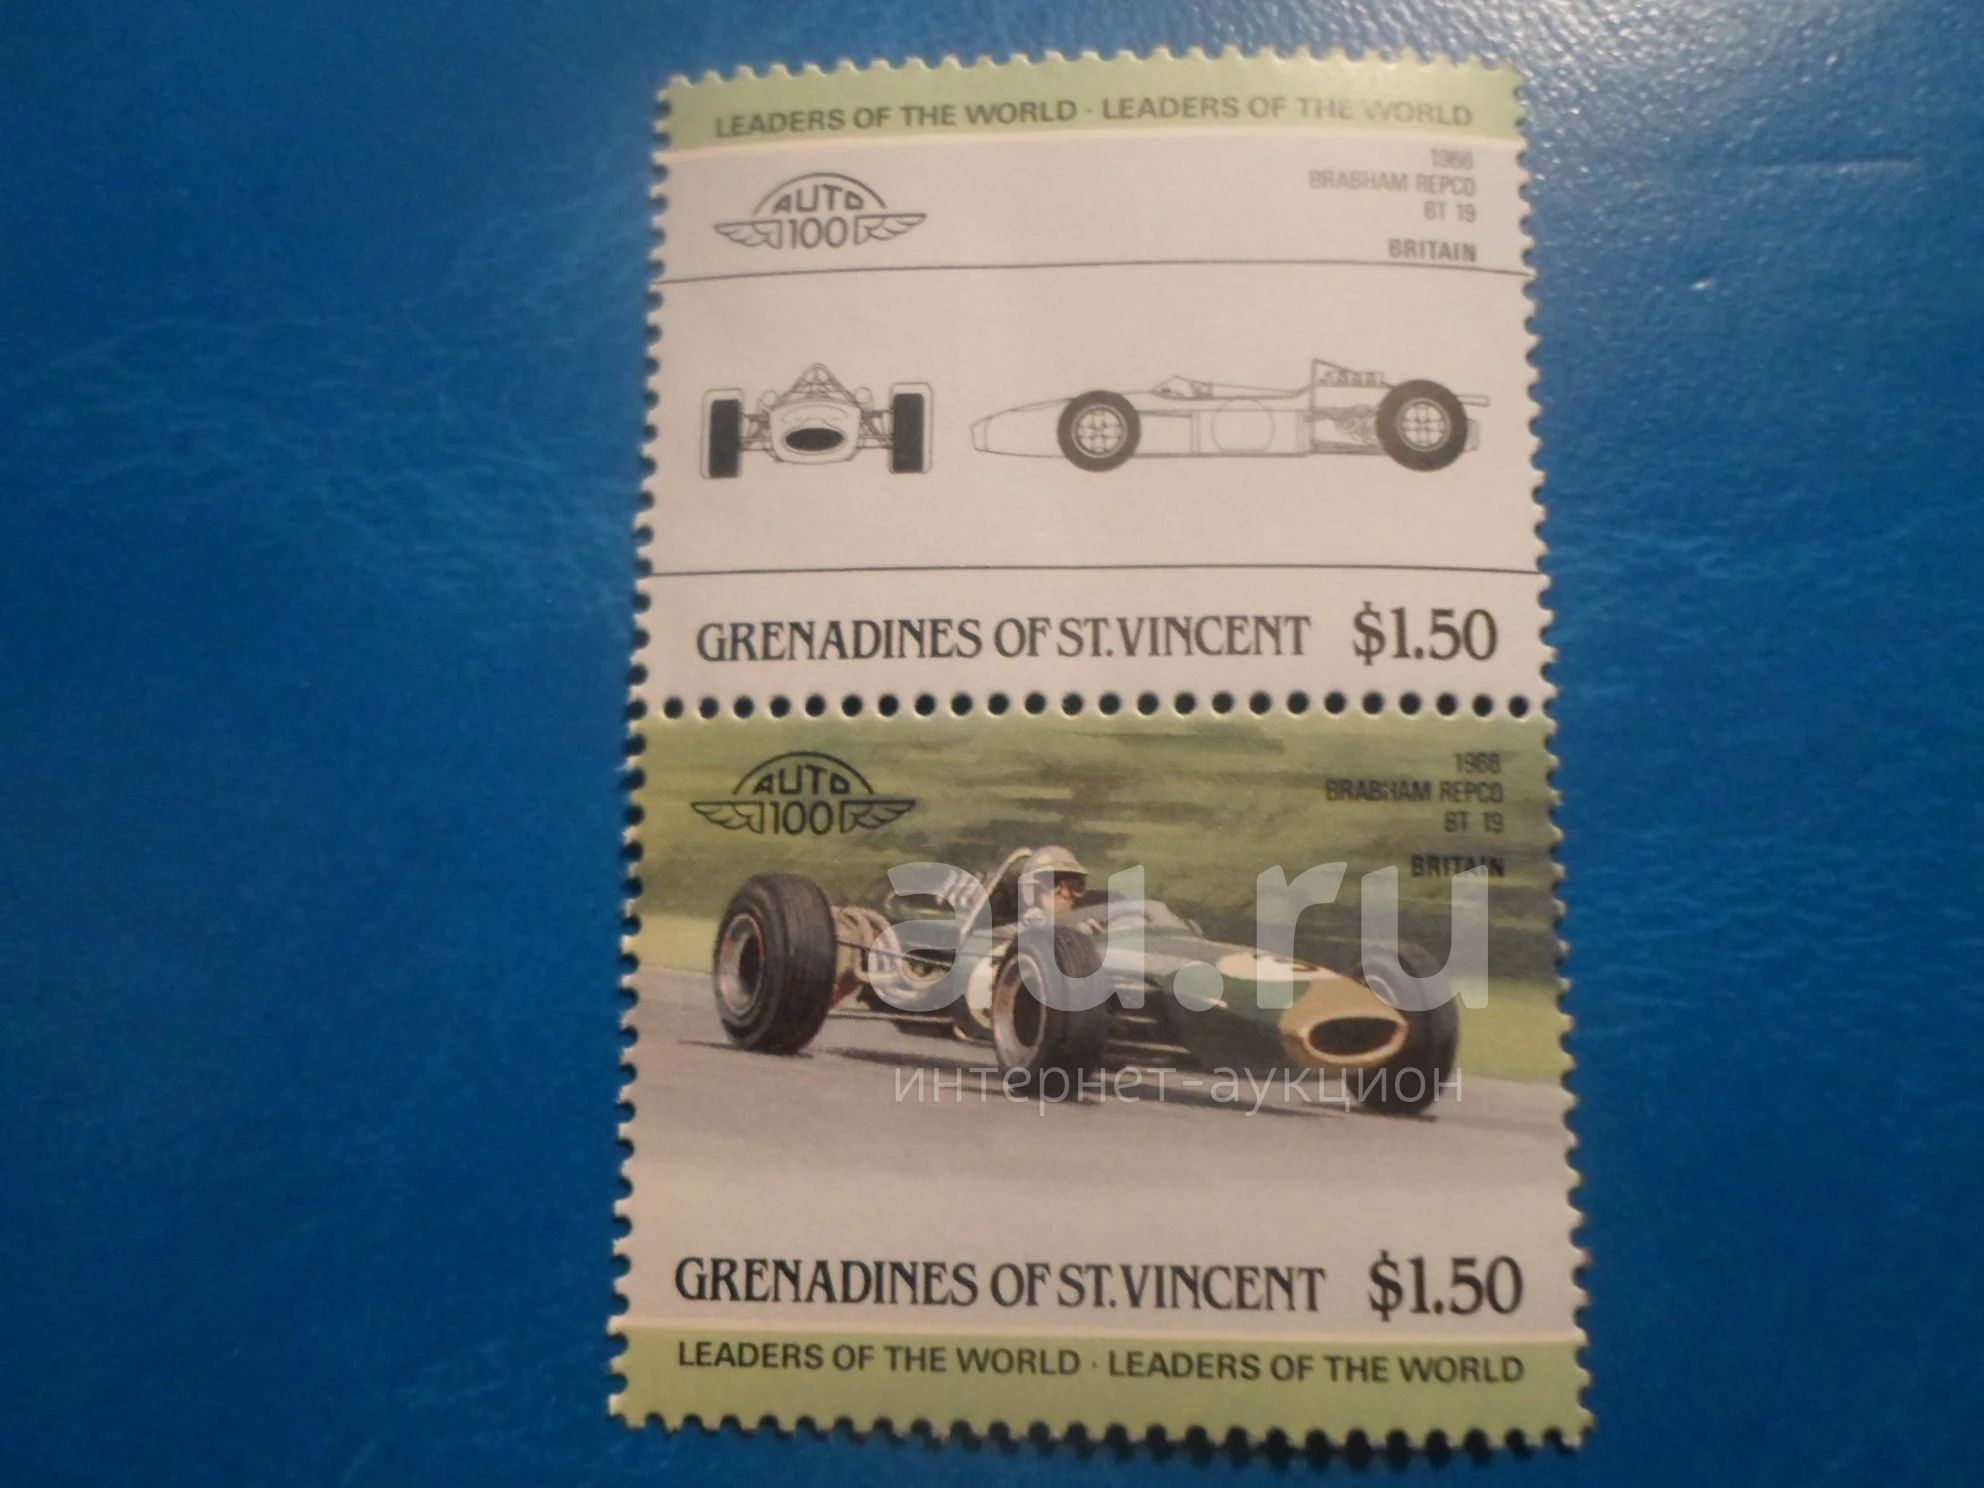 LEADERS OF THE WORLD · LEADERS OF THE WORLD
AUTO
100
1966
BRABHAM REPCO
BT 19
BRITAIN
GRENADINES OF ST.VINCENT $1.50
AUTO
100
1966
BRABHAM REPCO
BT 19
BRITAIN
au.ru
интернет-аукцион
GRENADINES OF ST.VINCENT $1.50
LEADERS OF THE WORLD · LEADERS OF THE WORLD